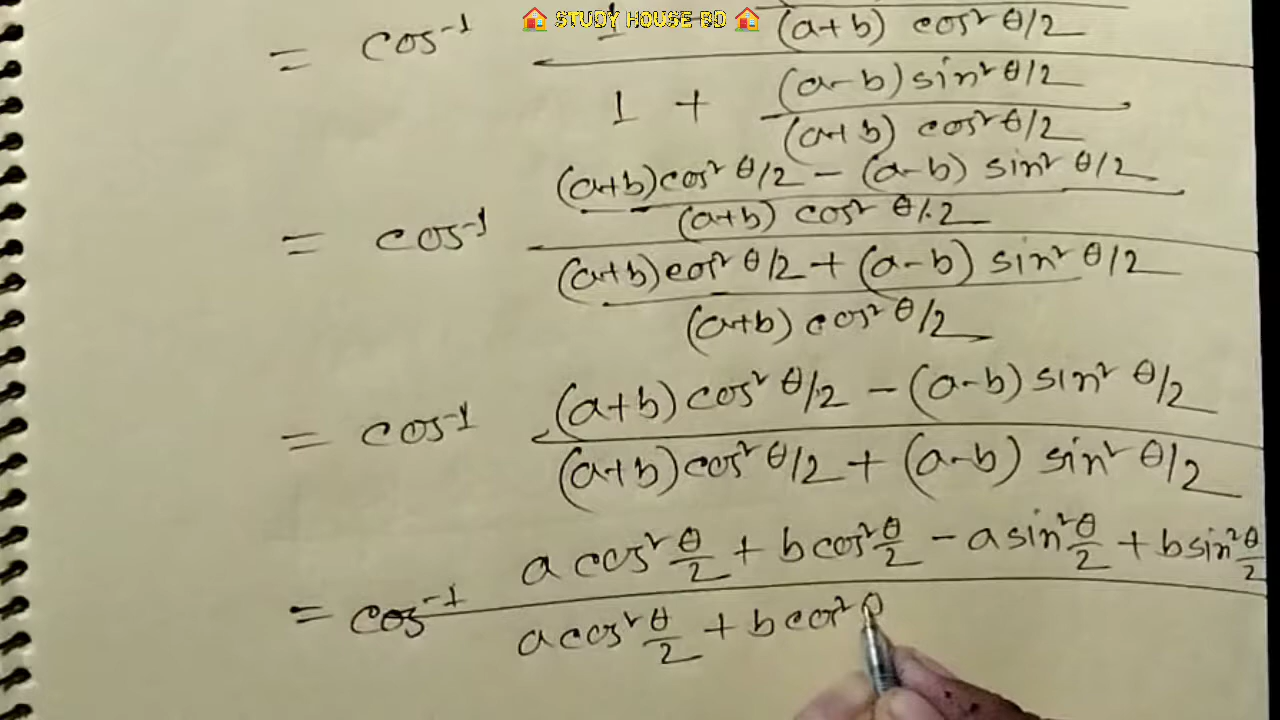 🏠 STUDY HOUSE BD 🏠
= cos⁻¹ 1 - / (a+b) cos² θ/2
1 + (a-b) sin² θ/2 / (a+b) cos² θ/2
= cos⁻¹ (a+b)cos² θ/2 - (a-b) sin² θ/2
(a+b) cos² θ/.2
(a+b)cos² θ/2 + (a-b) sin² θ/2
(a+b) cos² θ/2
= cos⁻¹ (a+b) cos² θ/2 - (a-b) sin² θ/2
(a+b) cos² θ/2 + (a-b) sin² θ/2
= cos⁻¹ a cos² θ/2 + b cos² θ/2 - a sin² θ/2 + b sin² θ/2
a cos² θ/2 + b cos²